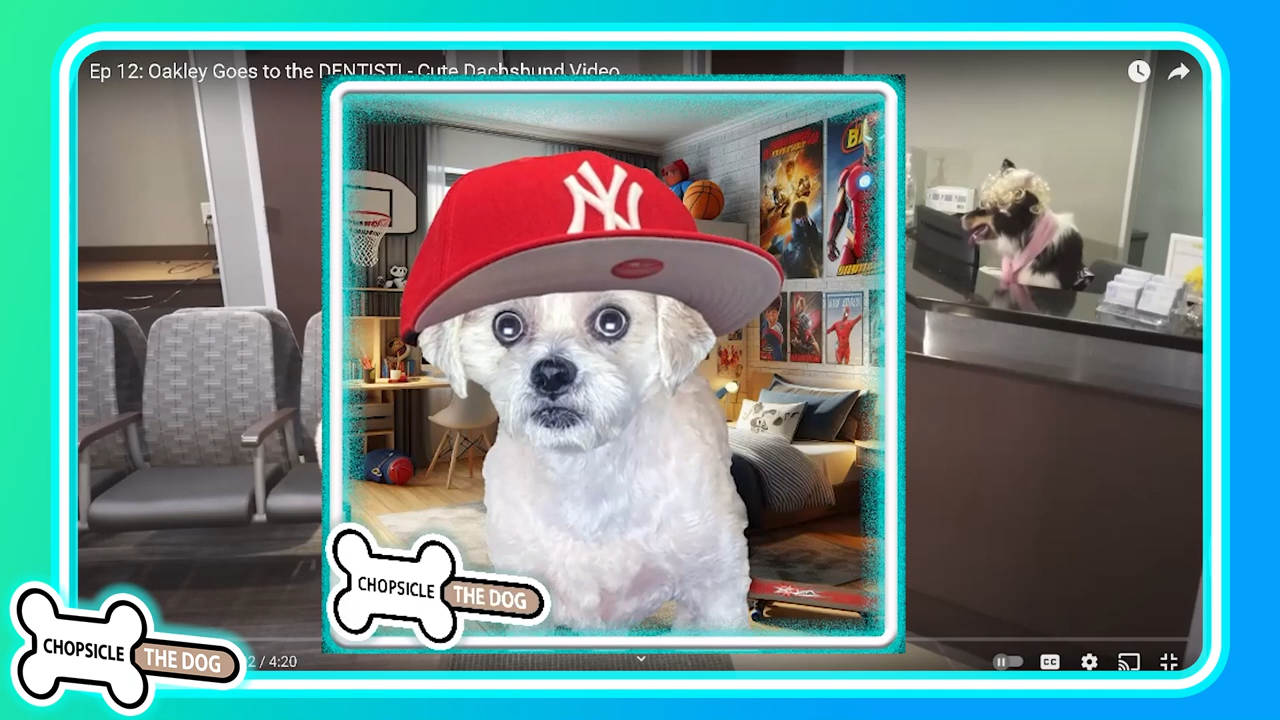 Ep 12: Oakley Goes to the DENTIST! - Cute Dachshund Video
NY
CHOPSICLE
THE DOG
CHOPSICLE
THE DOG
2 / 4:20
CC